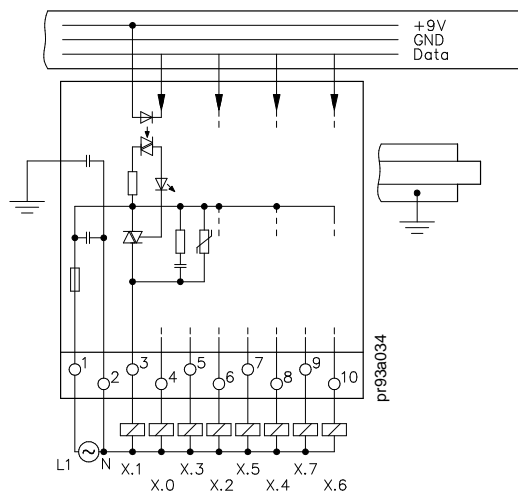 +9V
GND
Data
pr93a034
1 3 5 7 9
2 4 6 8 10
L1 N X.1 X.3 X.5 X.7
X.0 X.2 X.4 X.6